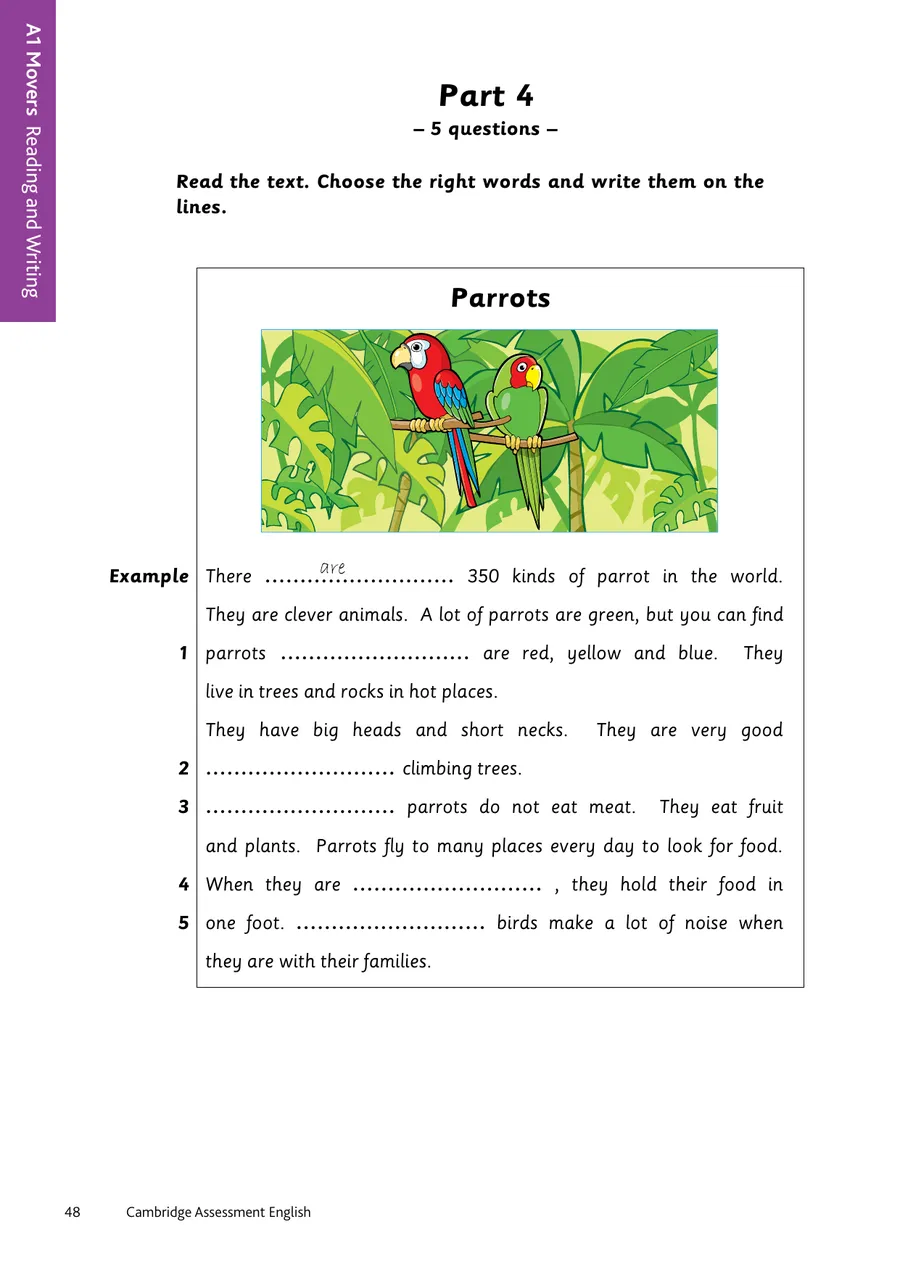 A1 Movers Reading and Writing
Part 4
– 5 questions –
Read the text. Choose the right words and write them on the
lines.
Parrots
Example There ........................... are 350 kinds of parrot in the world.
They are clever animals. A lot of parrots are green, but you can find
1 parrots ........................... are red, yellow and blue. They
live in trees and rocks in hot places.
They have big heads and short necks. They are very good
2 ........................... climbing trees.
3 ........................... parrots do not eat meat. They eat fruit
and plants. Parrots fly to many places every day to look for food.
4 When they are ........................... , they hold their food in
5 one foot. ........................... birds make a lot of noise when
they are with their families.
48 Cambridge Assessment English